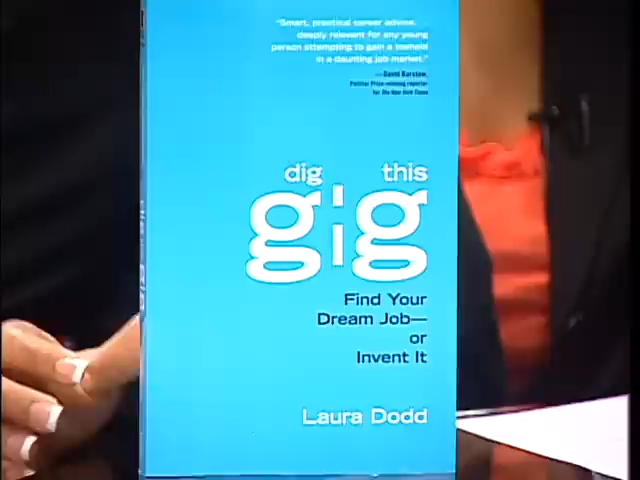 "Smart, practical career advice,
deeply relevant for any young
person attempting to gain a toehold
in a daunting job market."
—David Barstow,
Pulitzer Prize-winning reporter
for The New York Times
dig this
gig
Find Your
Dream Job—
or
Invent It
Laura Dodd